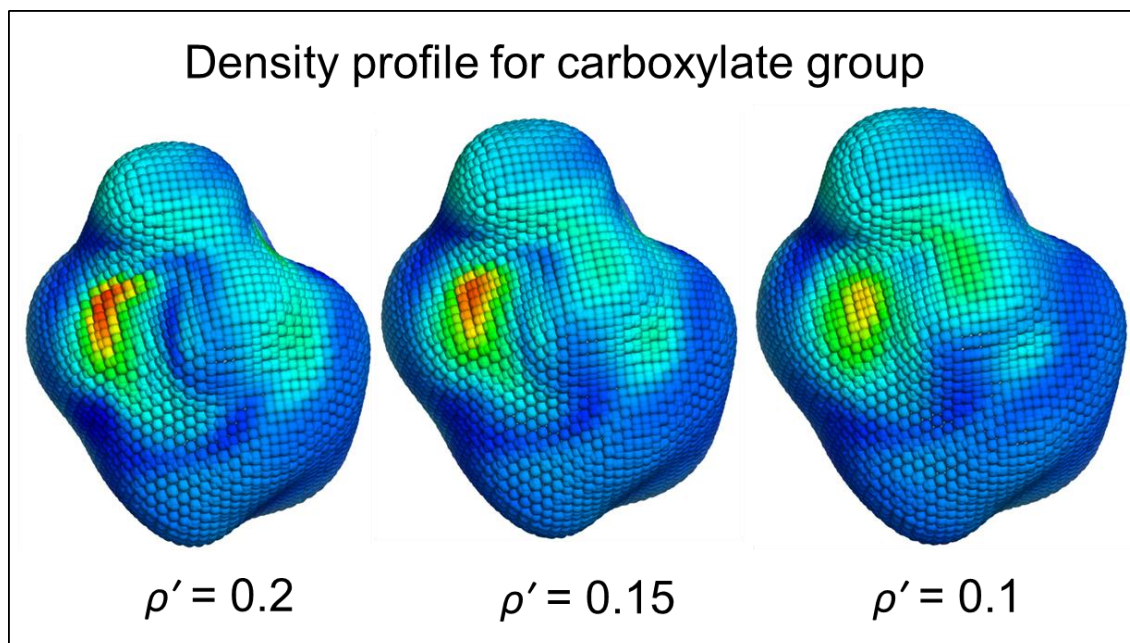 Density profile for carboxylate group
ρ′ = 0.2
ρ′ = 0.15
ρ′ = 0.1